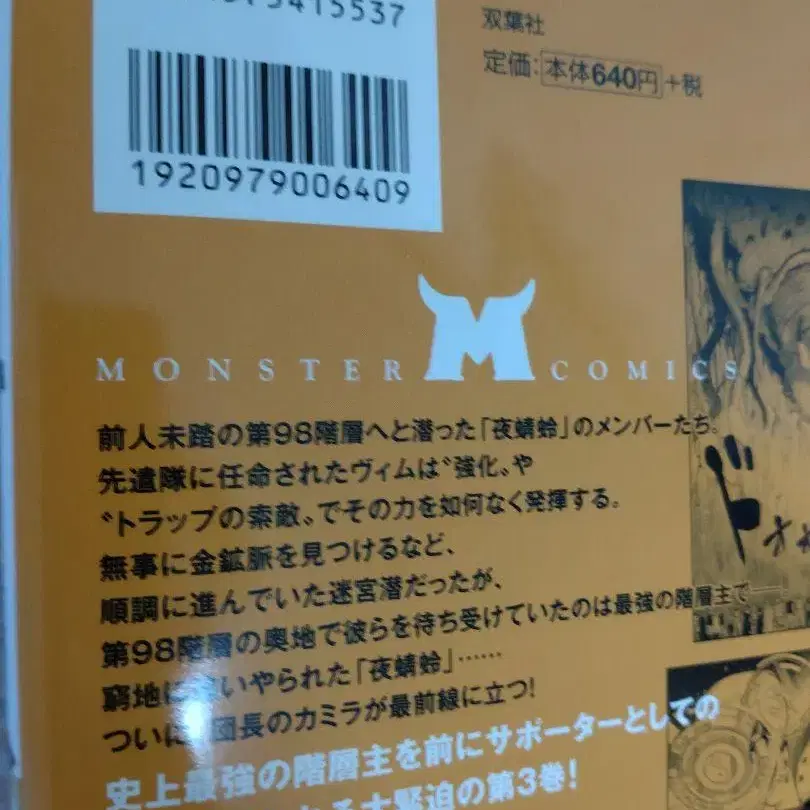 5415537
双葉社
定価:本体640円+税
1920979006409
MONSTER M COMICS
前人未踏の第98階層へと潜った「夜蜻蛉」のメンバーたち。
先遣隊に任命されたヴィムは〝強化〟や
〝トラップの索敵〟でその力を如何なく発揮する。
無事に金鉱脈を見つけるなど、
順調に進んでいた迷宮潜だったが、
第98階層の奥地で彼らを待ち受けていたのは最強の階層主で――
窮地に いやられた「夜蜻蛉」……
ついに 団長のカミラが最前線に立つ!
史上最強の階層主を前にサポーターとしての
大緊迫の第3巻!
ド